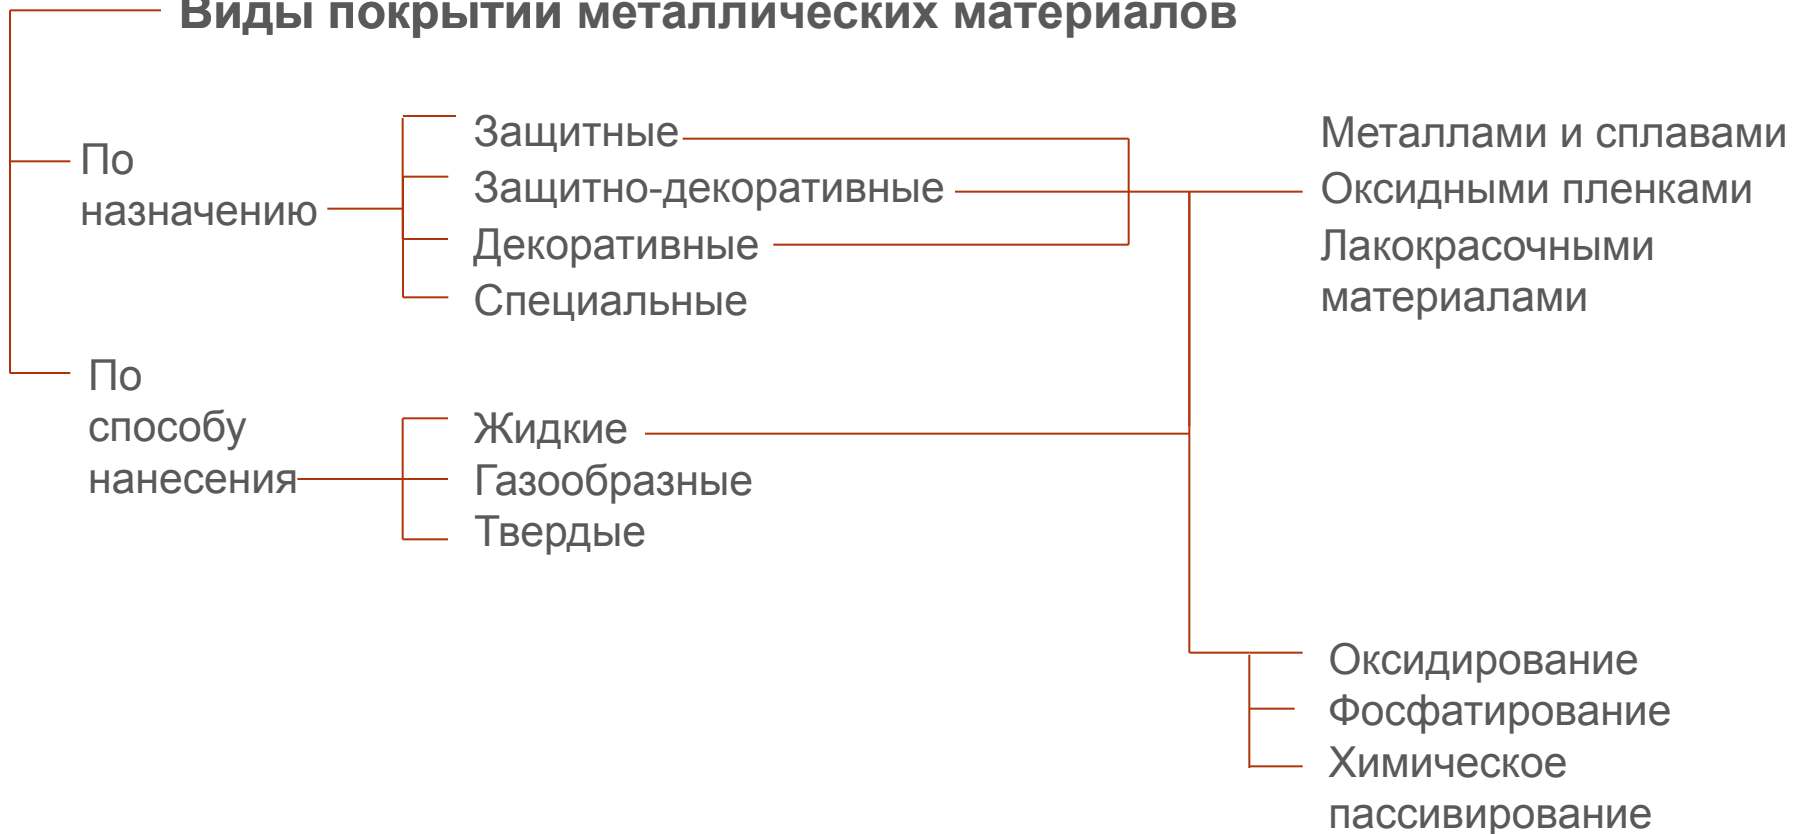 Виды покрытий металлических материалов
По
назначению
Защитные
Защитно-декоративные
Декоративные
Специальные
Металлами и сплавами
Оксидными пленками
Лакокрасочными
материалами
По
способу
нанесения
Жидкие
Газообразные
Твердые
Оксидирование
Фосфатирование
Химическое
пассивирование